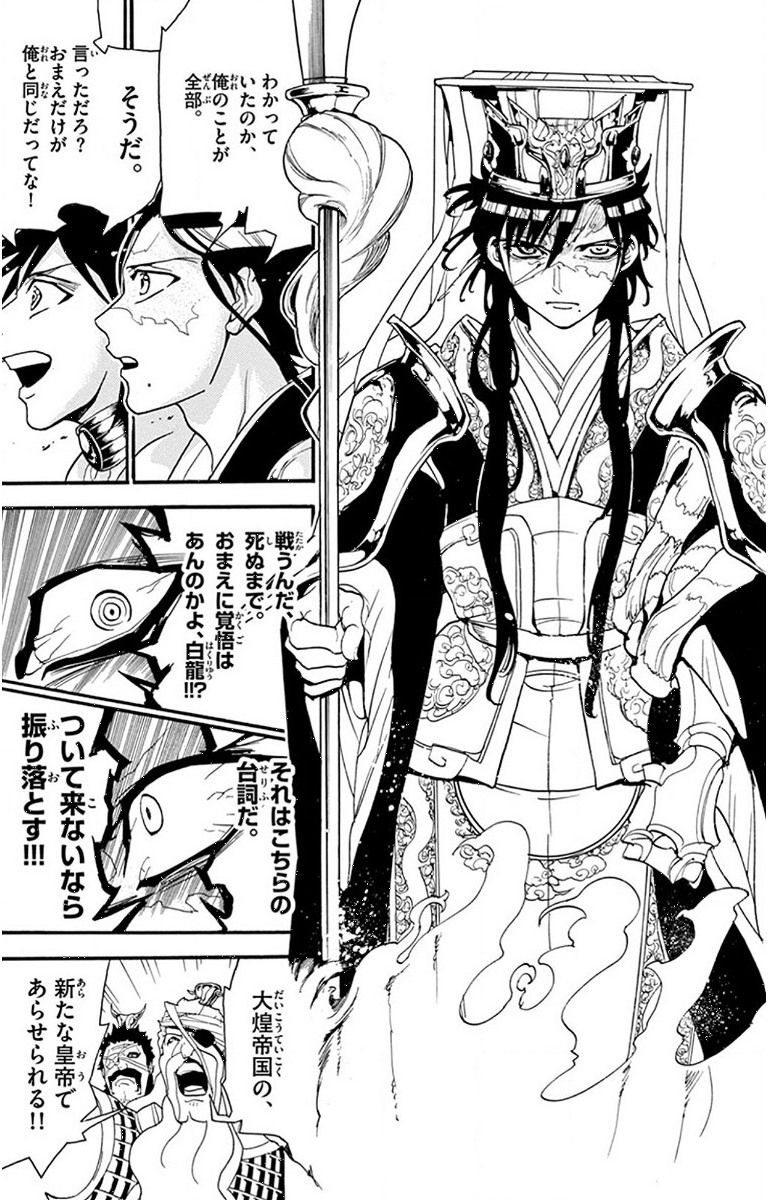 わかって
いたのか、
俺のことが
全部。
そうだ。
言っただろ?
おまえだけが
俺と同じだってな!
戦うんだ、
死ぬまで。
おまえに覚悟は
あんのかよ、白龍!!?
それはこちらの
台詞だ。
ついて来ないなら
振り落とす!!!
大煌帝国の、
新たな皇帝で
あらせられる!!